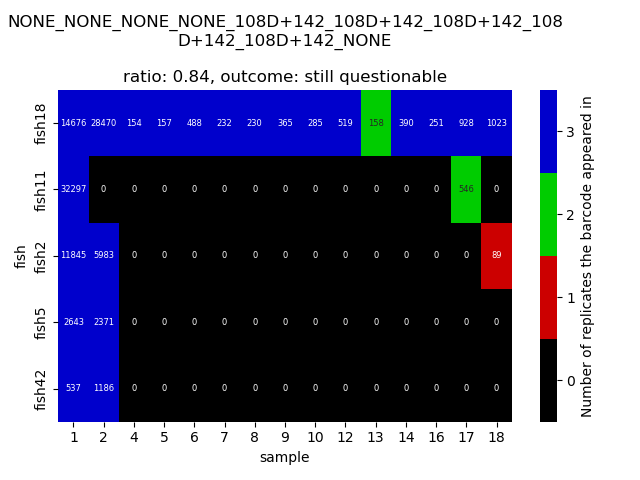 NONE_NONE_NONE_NONE_108D+142_108D+142_108D+142_108
D+142_108D+142_NONE
ratio: 0.84, outcome: still questionable
fish18 14676 28470 154 157 488 232 230 365 285 519 158 390 251 928 1023
fish11 32297 0 0 0 0 0 0 0 0 0 0 0 0 546 0
fish2 11845 5983 0 0 0 0 0 0 0 0 0 0 0 0 89
fish5 2643 2371 0 0 0 0 0 0 0 0 0 0 0 0 0
fish42 537 1186 0 0 0 0 0 0 0 0 0 0 0 0 0
fish
1 2 4 5 6 7 8 9 10 12 13 14 16 17 18
sample
3
2
1
0
Number of replicates the barcode appeared in